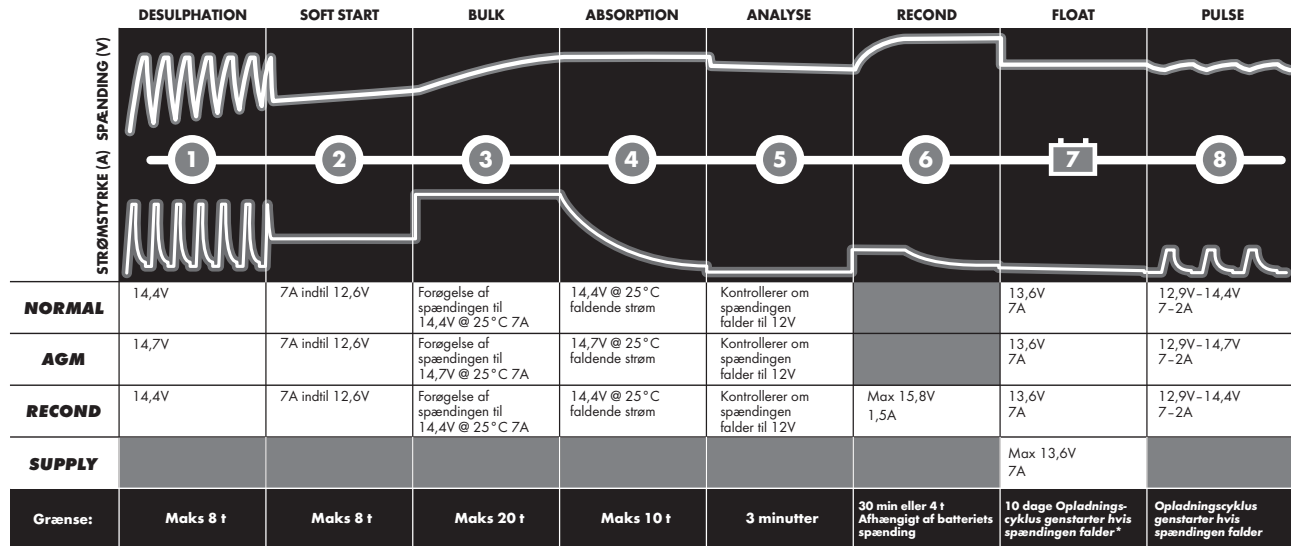 DESULPHATION SOFT START BULK ABSORPTION ANALYSE RECOND FLOAT PULSE
SPÆNDING (V)
STRØMSTYRKE (A)
1 2 3 4 5 6 7 8
NORMAL
14,4V
7A indtil 12,6V
Forøgelse af
spændingen til
14,4V @ 25°C 7A
14,4V @ 25°C
faldende strøm
Kontrollerer om
spændingen
falder til 12V
13,6V
7A
12,9V–14,4V
7–2A
AGM
14,7V
7A indtil 12,6V
Forøgelse af
spændingen til
14,7V @ 25°C 7A
14,7V @ 25°C
faldende strøm
Kontrollerer om
spændingen
falder til 12V
13,6V
7A
12,9V–14,7V
7–2A
RECOND
14,4V
7A indtil 12,6V
Forøgelse af
spændingen til
14,4V @ 25°C 7A
14,4V @ 25°C
faldende strøm
Kontrollerer om
spændingen
falder til 12V
Max 15,8V
1,5A
13,6V
7A
12,9V–14,4V
7–2A
SUPPLY
Max 13,6V
7A
Grænse:
Maks 8 t
Maks 8 t
Maks 20 t
Maks 10 t
3 minutter
30 min eller 4 t
Afhængigt af batteriets
spænding
10 dage Opladnings-
cyklus genstarter hvis
spændingen falder*
Opladningscyklus
genstarter hvis
spændingen falder